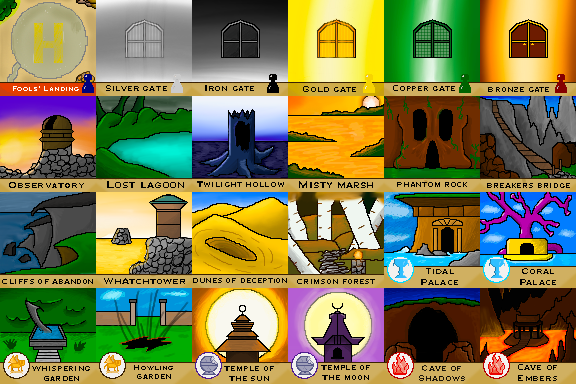 H
FOOLS' LANDING
SILVER GATE
IRON GATE
GOLD GATE
COPPER GATE
BRONZE GATE
OBSERVATORY
LOST LAGOON
TWILIGHT HOLLOW
MISTY MARSH
PHANTOM ROCK
BREAKERS BRIDGE
CLIFFS OF ABANDON
WHATCHTOWER
DUNES OF DECEPTION
CRIMSON FOREST
TIDAL
PALACE
CORAL
PALACE
WHISPERING
GARDEN
HOWLING
GARDEN
TEMPLE OF
THE SUN
TEMPLE OF
THE MOON
CAVE OF
SHADOWS
CAVE OF
EMBERS